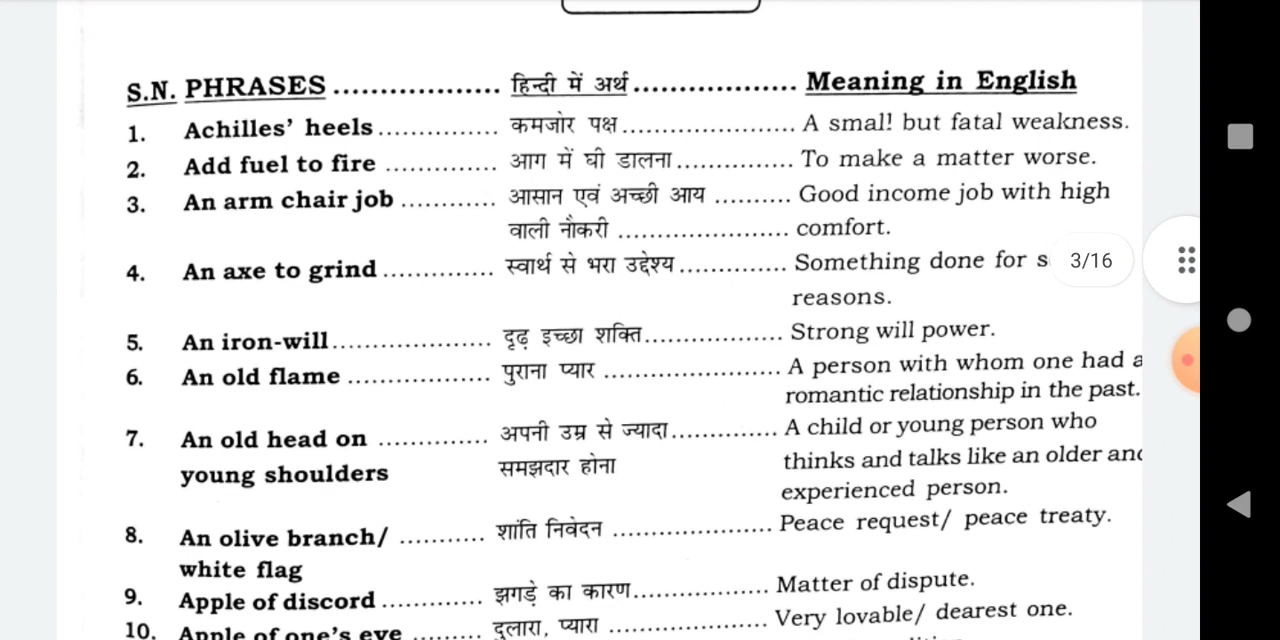 S.N. PHRASES .................. हिन्दी में अर्थ .................. Meaning in English
1. Achilles’ heels .............. कमजोर पक्ष ........................ A smal! but fatal weakness.
2. Add fuel to fire ............. आग में घी डालना ................ To make a matter worse.
3. An arm chair job ............ आसान एवं अच्छी आय .......... Good income job with high
वाली नौकरी ........................ comfort.
4. An axe to grind ............. स्वार्थ से भरा उद्देश्य ............... Something done for s 3/16
reasons.
5. An iron-will ................... दृढ़ इच्छा शक्ति ................... Strong will power.
6. An old flame ................. पुराना प्यार ........................ A person with whom one had a
romantic relationship in the past.
7. An old head on ............. अपनी उम्र से ज्यादा .............. A child or young person who
young shoulders समझदार होना thinks and talks like an older and
experienced person.
8. An olive branch/ .......... शांति निवेदन ...................... Peace request/ peace treaty.
white flag
9. Apple of discord ............ झगड़े का कारण ................... Matter of dispute.
10. Apple of one’s eye ........ दुलारा, प्यारा ...................... Very lovable/ dearest one.